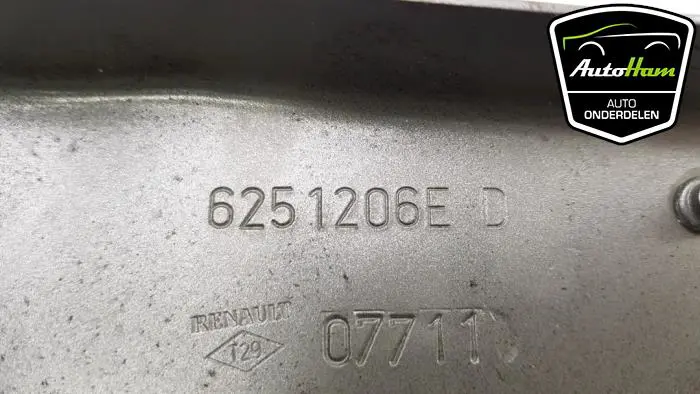 AutoHam
AUTO
ONDERDELEN
6251206E D
RENAULT
129
07711